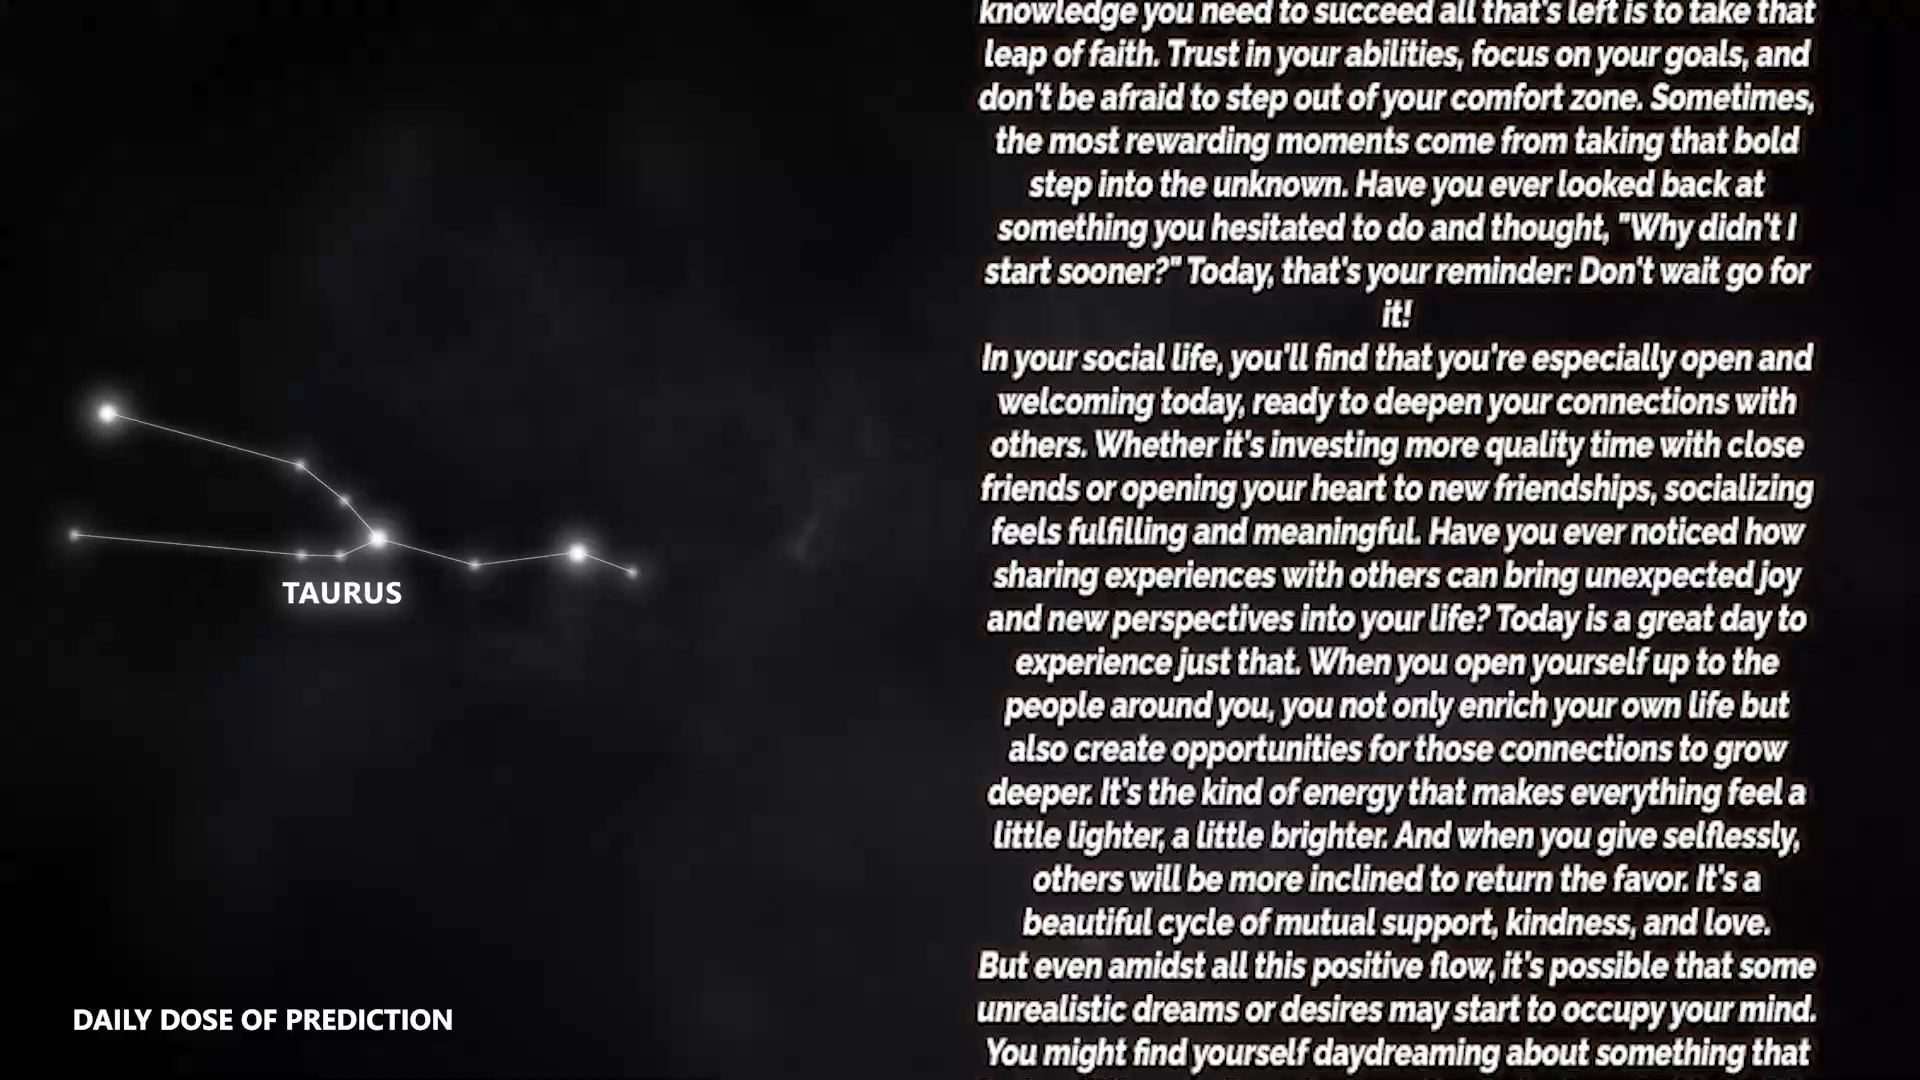 knowledge you need to succeed all that's left is to take that
leap of faith. Trust in your abilities, focus on your goals, and
don't be afraid to step out of your comfort zone. Sometimes,
the most rewarding moments come from taking that bold
step into the unknown. Have you ever looked back at
something you hesitated to do and thought, "Why didn't I
start sooner?" Today, that's your reminder: Don't wait go for
it!
In your social life, you'll find that you're especially open and
welcoming today, ready to deepen your connections with
others. Whether it's investing more quality time with close
friends or opening your heart to new friendships, socializing
feels fulfilling and meaningful. Have you ever noticed how
sharing experiences with others can bring unexpected joy
and new perspectives into your life? Today is a great day to
experience just that. When you open yourself up to the
people around you, you not only enrich your own life but
also create opportunities for those connections to grow
deeper. It's the kind of energy that makes everything feel a
little lighter, a little brighter. And when you give selflessly,
others will be more inclined to return the favor. It's a
beautiful cycle of mutual support, kindness, and love.
But even amidst all this positive flow, it's possible that some
unrealistic dreams or desires may start to occupy your mind.
You might find yourself daydreaming about something that
TAURUS
DAILY DOSE OF PREDICTION